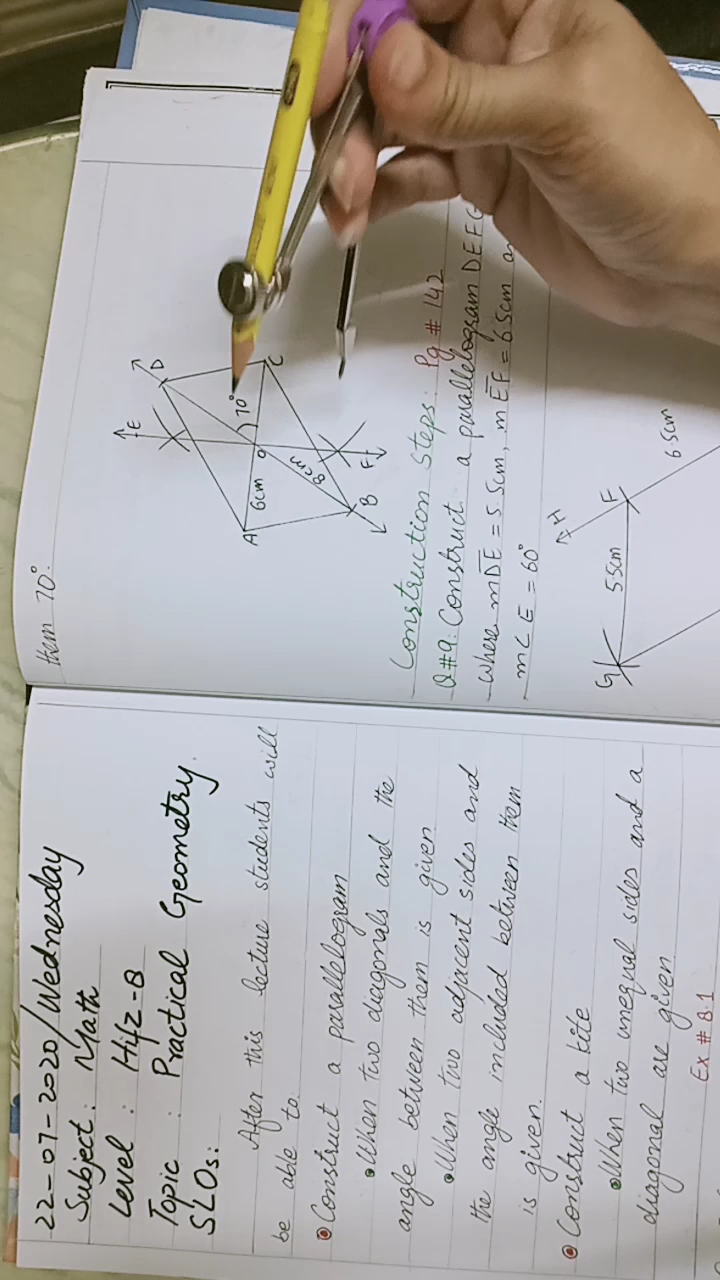 22-07-2020/Wednesday
Subject: Math
Level: Hifz-B
Topic: Practical Geometry.
SLOs:
After this lecture students will
be able to
Construct a parallelogram
When two diagonals and the
angle between them is given
When two adjacent sides and
the angle included between them
is given.
Construct a kite
When two unequal sides and a
diagonal are given
Ex # 8.1
them 70°.
E
D
C
70°
O
6cm
8cm
A
B
F
Construction Steps: Pg # 142
Q#9: Construct a parallelogram DEFG
where mDE = 5.5cm, mEF = 6.5cm
m∠E = 60°
H
F
G
5.5cm
6.5cm